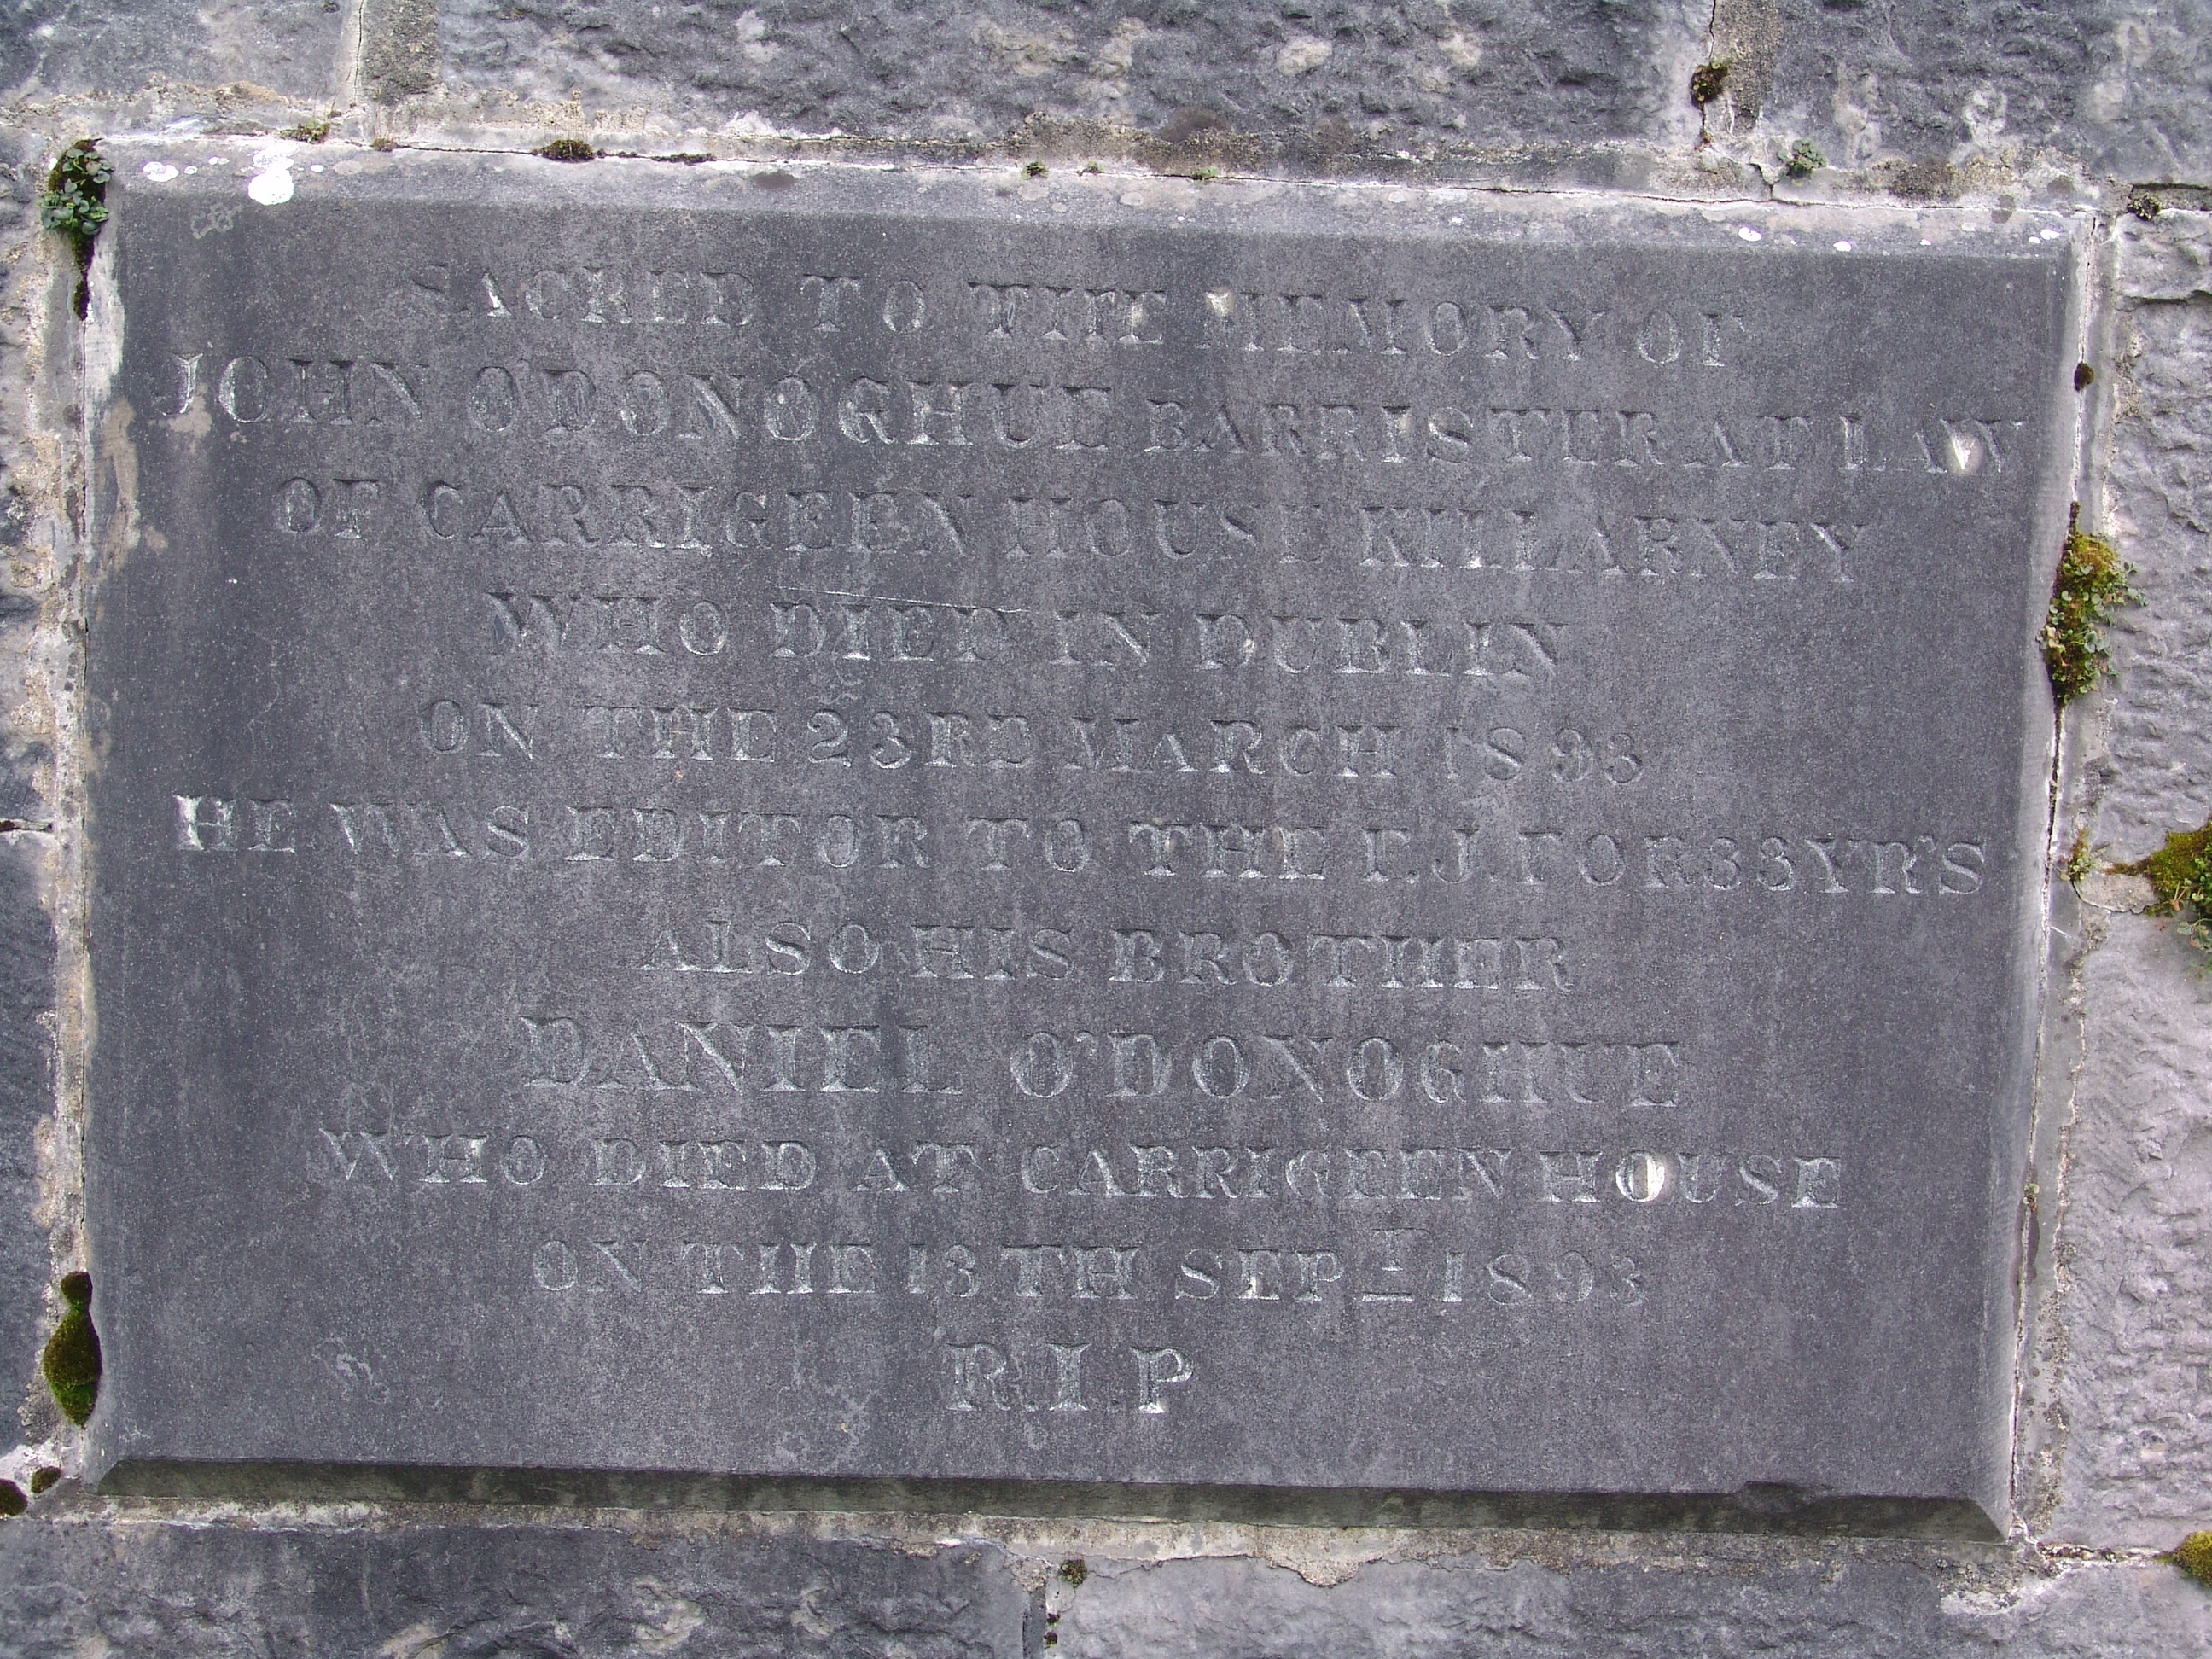 SACRED TO THE MEMORY OF
JOHN O'DONOGHUE BARRISTER AT LAW
OF CARRIGEEN HOUSE KILLARNEY
WHO DIED IN DUBLIN
ON THE 23RD MARCH 1893
HE WAS EDITOR TO THE F.J. FOR 33 YR'S
ALSO HIS BROTHER
DANIEL O'DONOGHUE
WHO DIED AT CARRIGEEN HOUSE
ON THE 13TH SEPT 1893
R.I.P